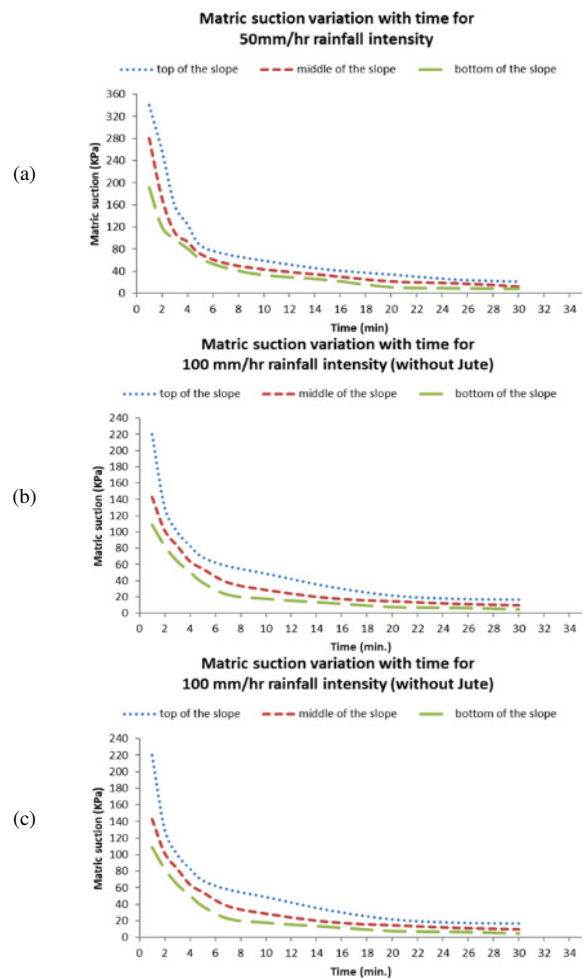 Matric suction variation with time for
50mm/hr rainfall intensity
top of the slope middle of the slope bottom of the slope
(a)
Matric suction (KPa)
360
320
280
240
200
160
120
80
40
0
0 2 4 6 8 10 12 14 16 18 20 22 24 26 28 30 32 34
Time (min)
Matric suction variation with time for
100 mm/hr rainfall intensity (without Jute)
top of the slope middle of the slope bottom of the slope
(b)
Matric suction (KPa)
240
220
200
180
160
140
120
100
80
60
40
20
0
0 2 4 6 8 10 12 14 16 18 20 22 24 26 28 30 32 34
Time (min.)
Matric suction variation with time for
100 mm/hr rainfall intensity (without Jute)
top of the slope middle of the slope bottom of the slope
(c)
Matric suction (KPa)
240
220
200
180
160
140
120
100
80
60
40
20
0
0 2 4 6 8 10 12 14 16 18 20 22 24 26 28 30 32 34
Time (min.)